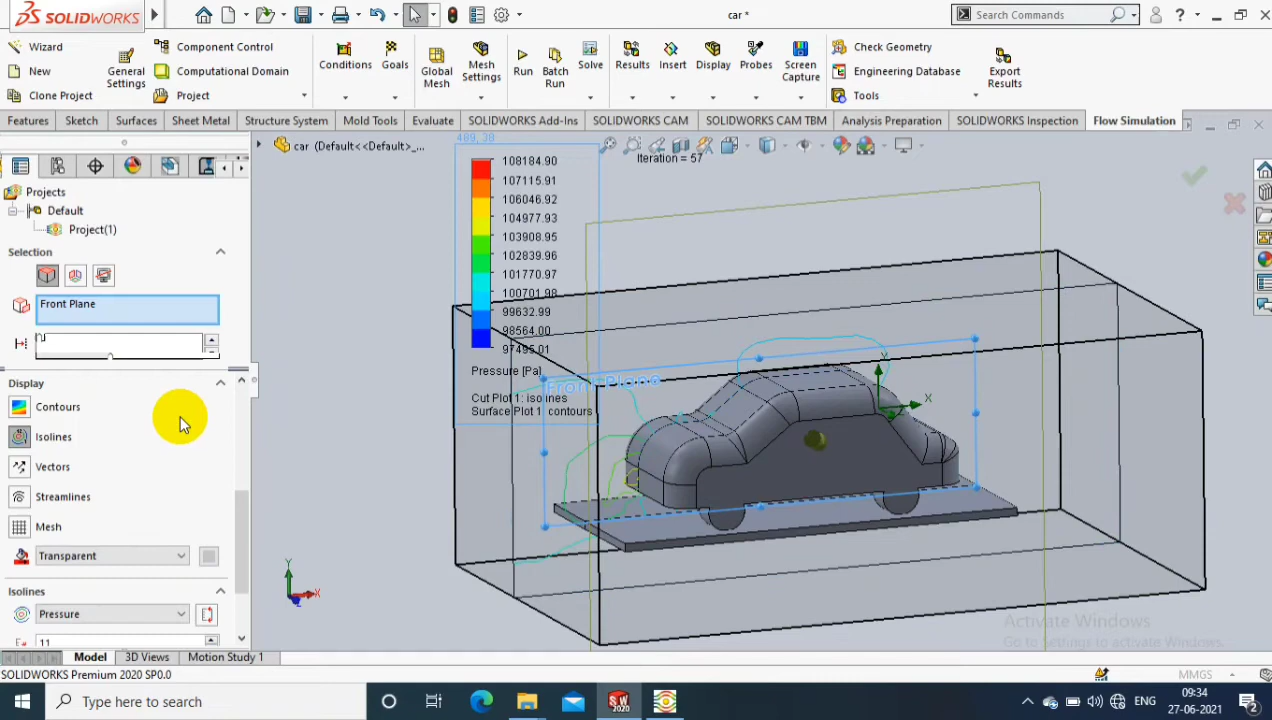 SOLIDWORKS
car *
Search Commands
Wizard
New
Clone Project
General Settings
Component Control
Computational Domain
Project
Conditions
Goals
Global Mesh
Mesh Settings
Run
Batch Run
Solve
Results
Insert
Display
Probes
Screen Capture
Check Geometry
Engineering Database
Tools
Export Results
Features
Sketch
Surfaces
Sheet Metal
Structure System
Mold Tools
Evaluate
SOLIDWORKS Add-Ins
SOLIDWORKS CAM
SOLIDWORKS CAM TBM
Analysis Preparation
SOLIDWORKS Inspection
Flow Simulation
Projects
Default
Project(1)
Selection
Front Plane
Display
Contours
Isolines
Vectors
Streamlines
Mesh
Transparent
Isolines
Pressure
11
car (Default<<Default>_...
489,30
Iteration = 57
108184.90
107115.91
106046.92
104977.93
103908.95
102839.96
101770.97
100701.98
99632.99
98564.00
97495.01
Pressure [Pa]
Cut Plot 1: isolines
Surface Plot 1: contours
Front Plane
Y
X
Y
X
Activate Windows
Go to Settings to activate Windows.
Model
3D Views
Motion Study 1
SOLIDWORKS Premium 2020 SP0.0
MMGS
Type here to search
SW
2020
ENG
09:34
27-06-2021
2